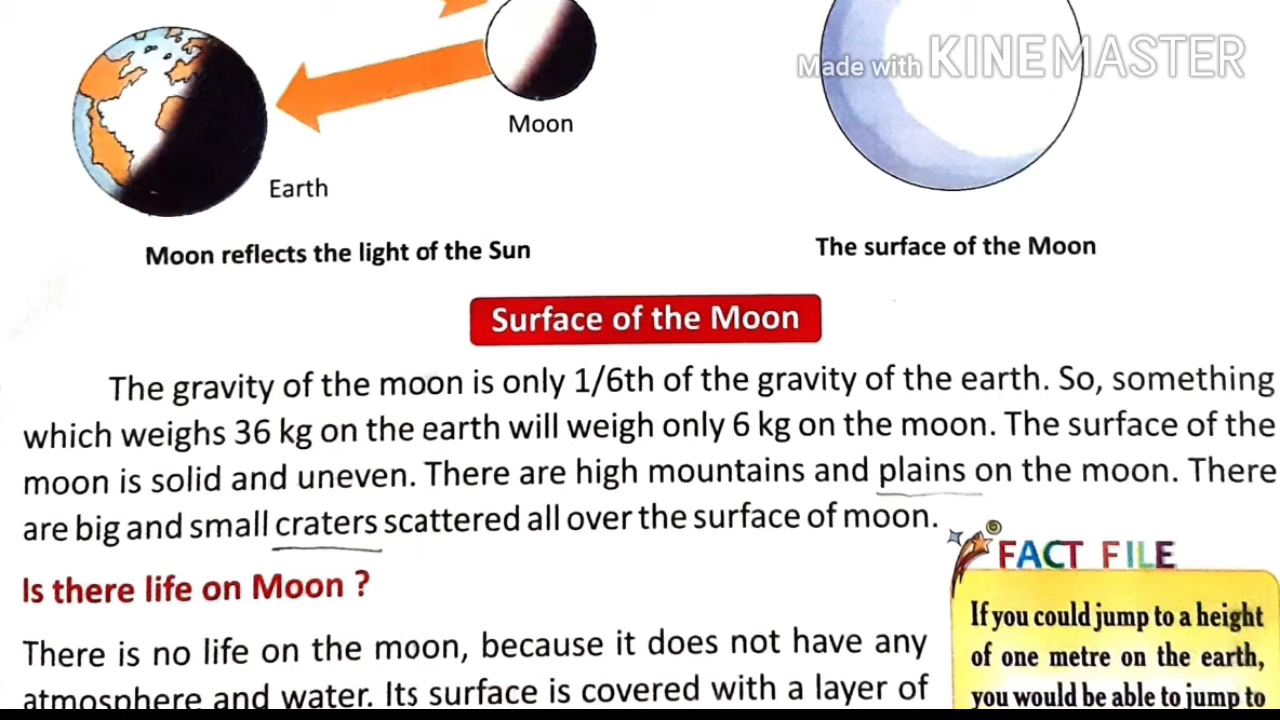 Made with KINEMASTER
Moon
Earth
Moon reflects the light of the Sun
The surface of the Moon
Surface of the Moon
The gravity of the moon is only 1/6th of the gravity of the earth. So, something
which weighs 36 kg on the earth will weigh only 6 kg on the moon. The surface of the
moon is solid and uneven. There are high mountains and plains on the moon. There
are big and small craters scattered all over the surface of moon.
Is there life on Moon ?
There is no life on the moon, because it does not have any
atmosphere and water. Its surface is covered with a layer of
FACT FILE
If you could jump to a height
of one metre on the earth,
you would be able to jump to